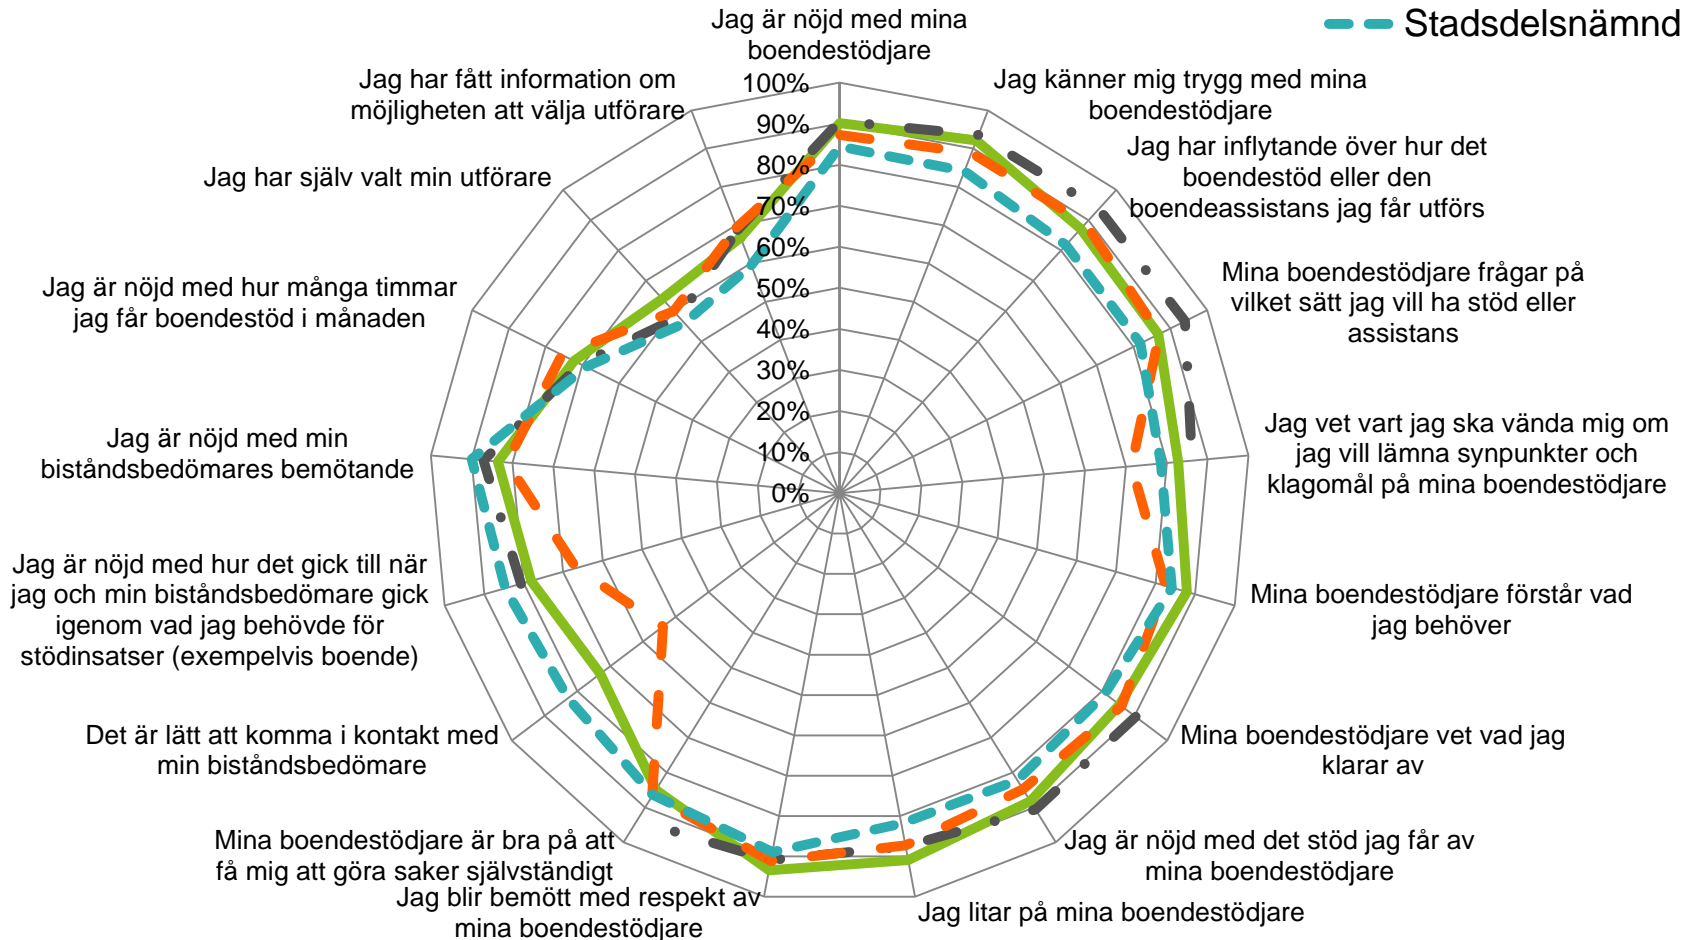 Stadsdelsnämnd
Jag är nöjd med mina
boendestödjare
Jag känner mig trygg med mina
boendestödjare
Jag har inflytande över hur det
boendestöd eller den
boendeassistans jag får utförs
Mina boendestödjare frågar på
vilket sätt jag vill ha stöd eller
assistans
Jag vet vart jag ska vända mig om
jag vill lämna synpunkter och
klagomål på mina boendestödjare
Mina boendestödjare förstår vad
jag behöver
Mina boendestödjare vet vad jag
klarar av
Jag är nöjd med det stöd jag får av
mina boendestödjare
Jag litar på mina boendestödjare
Jag blir bemött med respekt av
mina boendestödjare
Mina boendestödjare är bra på att
få mig att göra saker självständigt
Det är lätt att komma i kontakt med
min biståndsbedömare
Jag är nöjd med hur det gick till när
jag och min biståndsbedömare gick
igenom vad jag behövde för
stödinsatser (exempelvis boende)
Jag är nöjd med min
biståndsbedömares bemötande
Jag är nöjd med hur många timmar
jag får boendestöd i månaden
Jag har själv valt min utförare
Jag har fått information om
möjligheten att välja utförare
100%
90%
80%
70%
60%
50%
40%
30%
20%
10%
0%